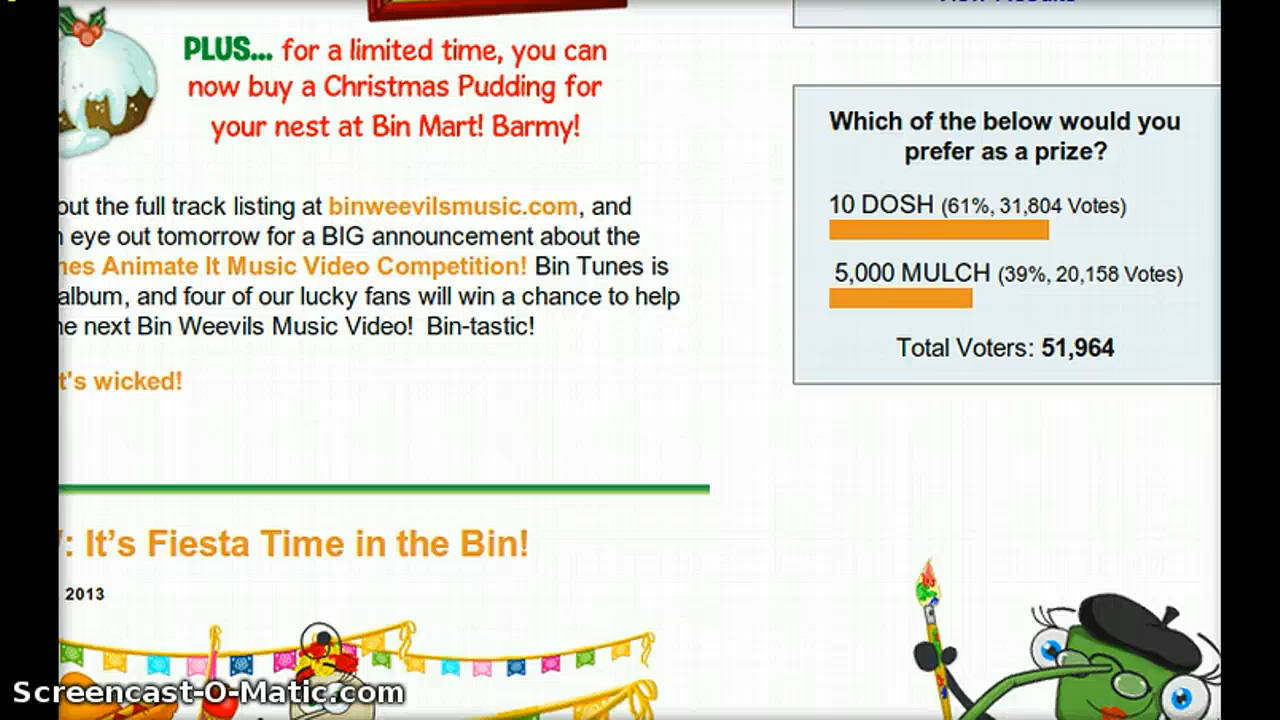 PLUS... for a limited time, you can
now buy a Christmas Pudding for
your nest at Bin Mart! Barmy!
out the full track listing at binweevilsmusic.com, and
eye out tomorrow for a BIG announcement about the
Animate It Music Video Competition! Bin Tunes is
album, and four of our lucky fans will win a chance to help
next Bin Weevils Music Video! Bin-tastic!
t's wicked!
: It's Fiesta Time in the Bin!
2013
View Results
Which of the below would you
prefer as a prize?
10 DOSH (61%, 31,804 Votes)
5,000 MULCH (39%, 20,158 Votes)
Total Voters: 51,964
Screencast-O-Matic.com